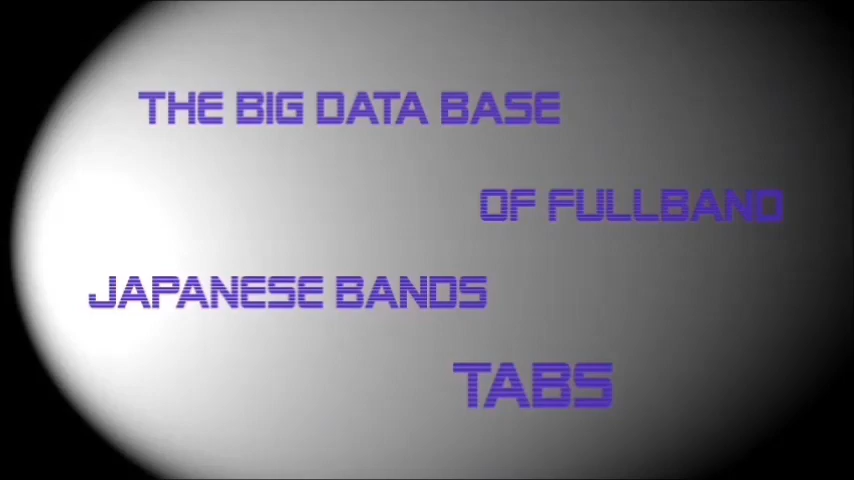 THE BIG DATA BASE
OF FULLBAND
JAPANESE BANDS
TABS